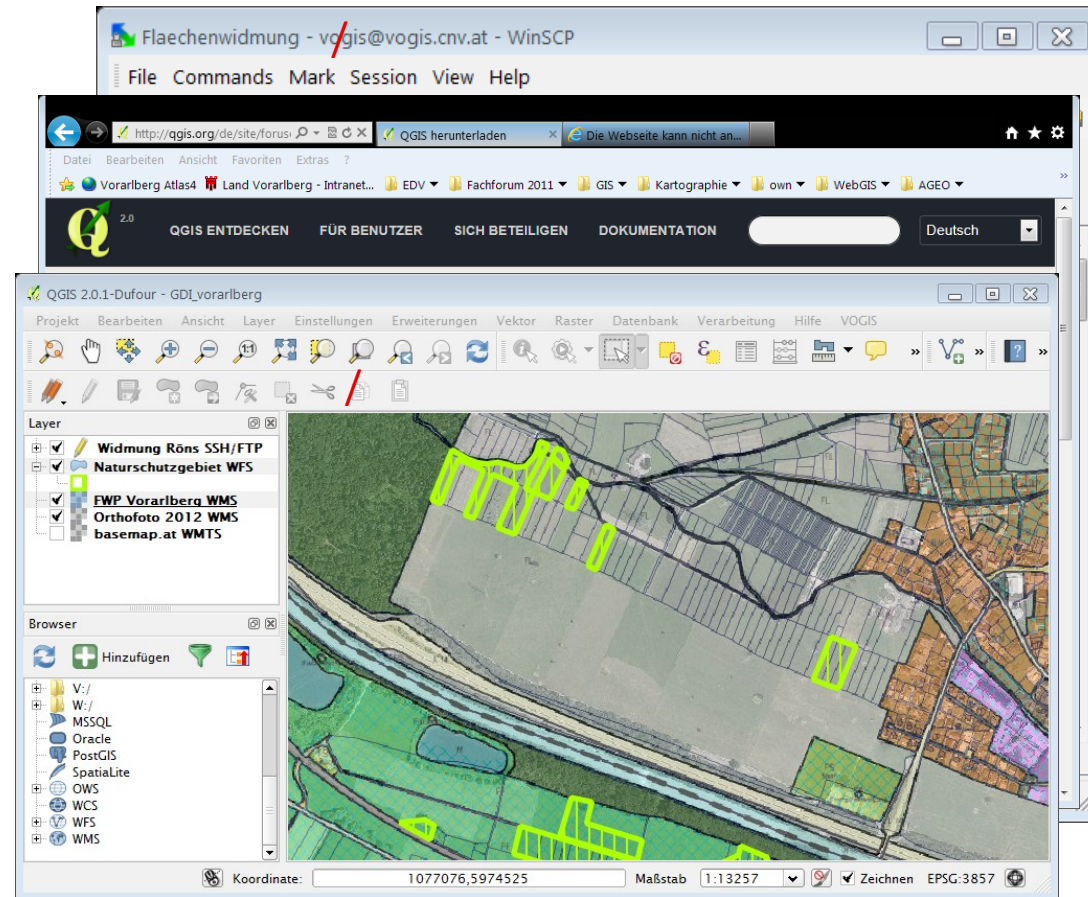 Flaechenwidmung - vogis@vogis.cnv.at - WinSCP
File Commands Mark Session View Help
http://qgis.org/de/site/forus
QGIS herunterladen
Die Webseite kann nicht an...
Datei Bearbeiten Ansicht Favoriten Extras ?
Vorarlberg Atlas4 Land Vorarlberg - Intranet... EDV Fachforum 2011 GIS Kartographie own WebGIS AGEO »
2.0 QGIS ENTDECKEN FÜR BENUTZER SICH BETEILIGEN DOKUMENTATION Deutsch
QGIS 2.0.1-Dufour - GDI_vorarlberg
Projekt Bearbeiten Ansicht Layer Einstellungen Erweiterungen Vektor Raster Datenbank Verarbeitung Hilfe VOGIS
Layer
Widmung Röns SSH/FTP
Naturschutzgebiet WFS
FWP Vorarlberg WMS
Orthofoto 2012 WMS
basemap.at WMTS
Browser
Hinzufügen
V:/
W:/
MSSQL
Oracle
PostGIS
SpatiaLite
OWS
WCS
WFS
WMS
Koordinate: 1077076,5974525 Maßstab 1:13257 Zeichnen EPSG:3857